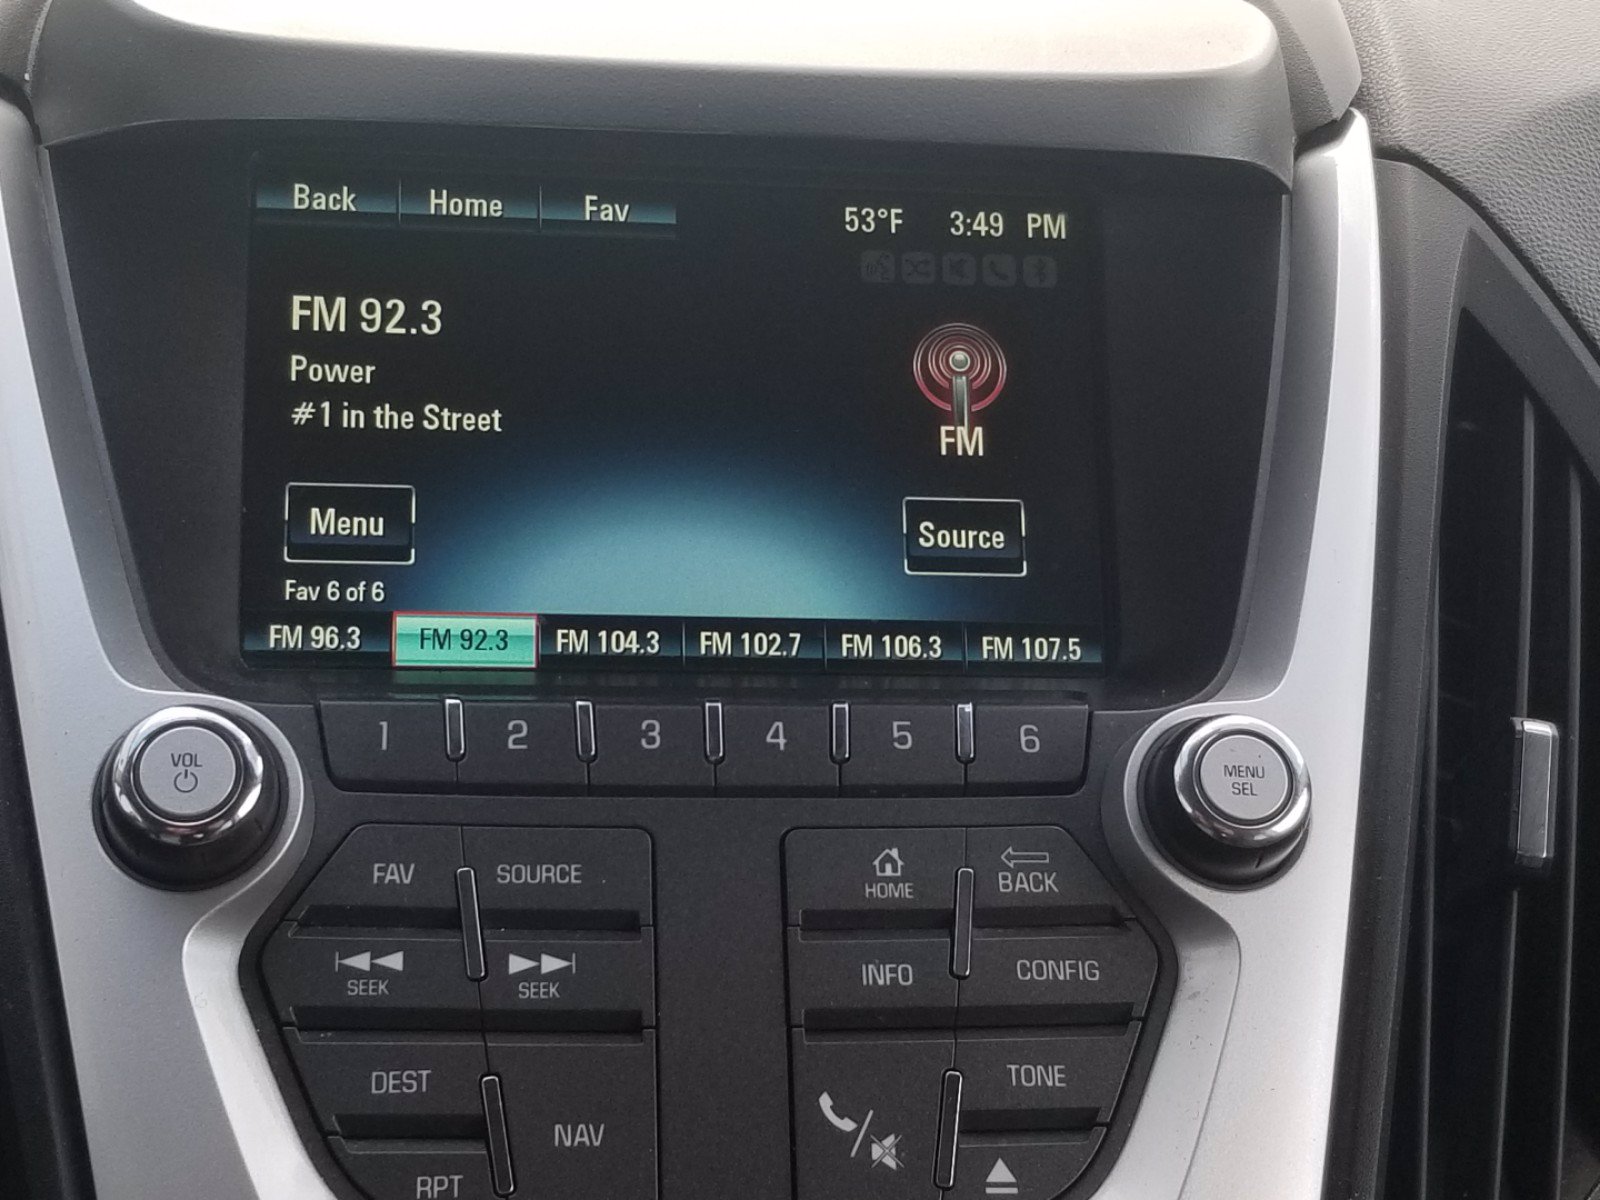 Back Home Fav 53°F 3:49 PM
FM 92.3
Power
#1 in the Street
FM
Menu Source
Fav 6 of 6
FM 96.3 FM 92.3 FM 104.3 FM 102.7 FM 106.3 FM 107.5
1 2 3 4 5 6
VOL
MENU
SEL
FAV SOURCE
HOME BACK
SEEK SEEK
INFO CONFIG
DEST
NAV
RPT
TONE